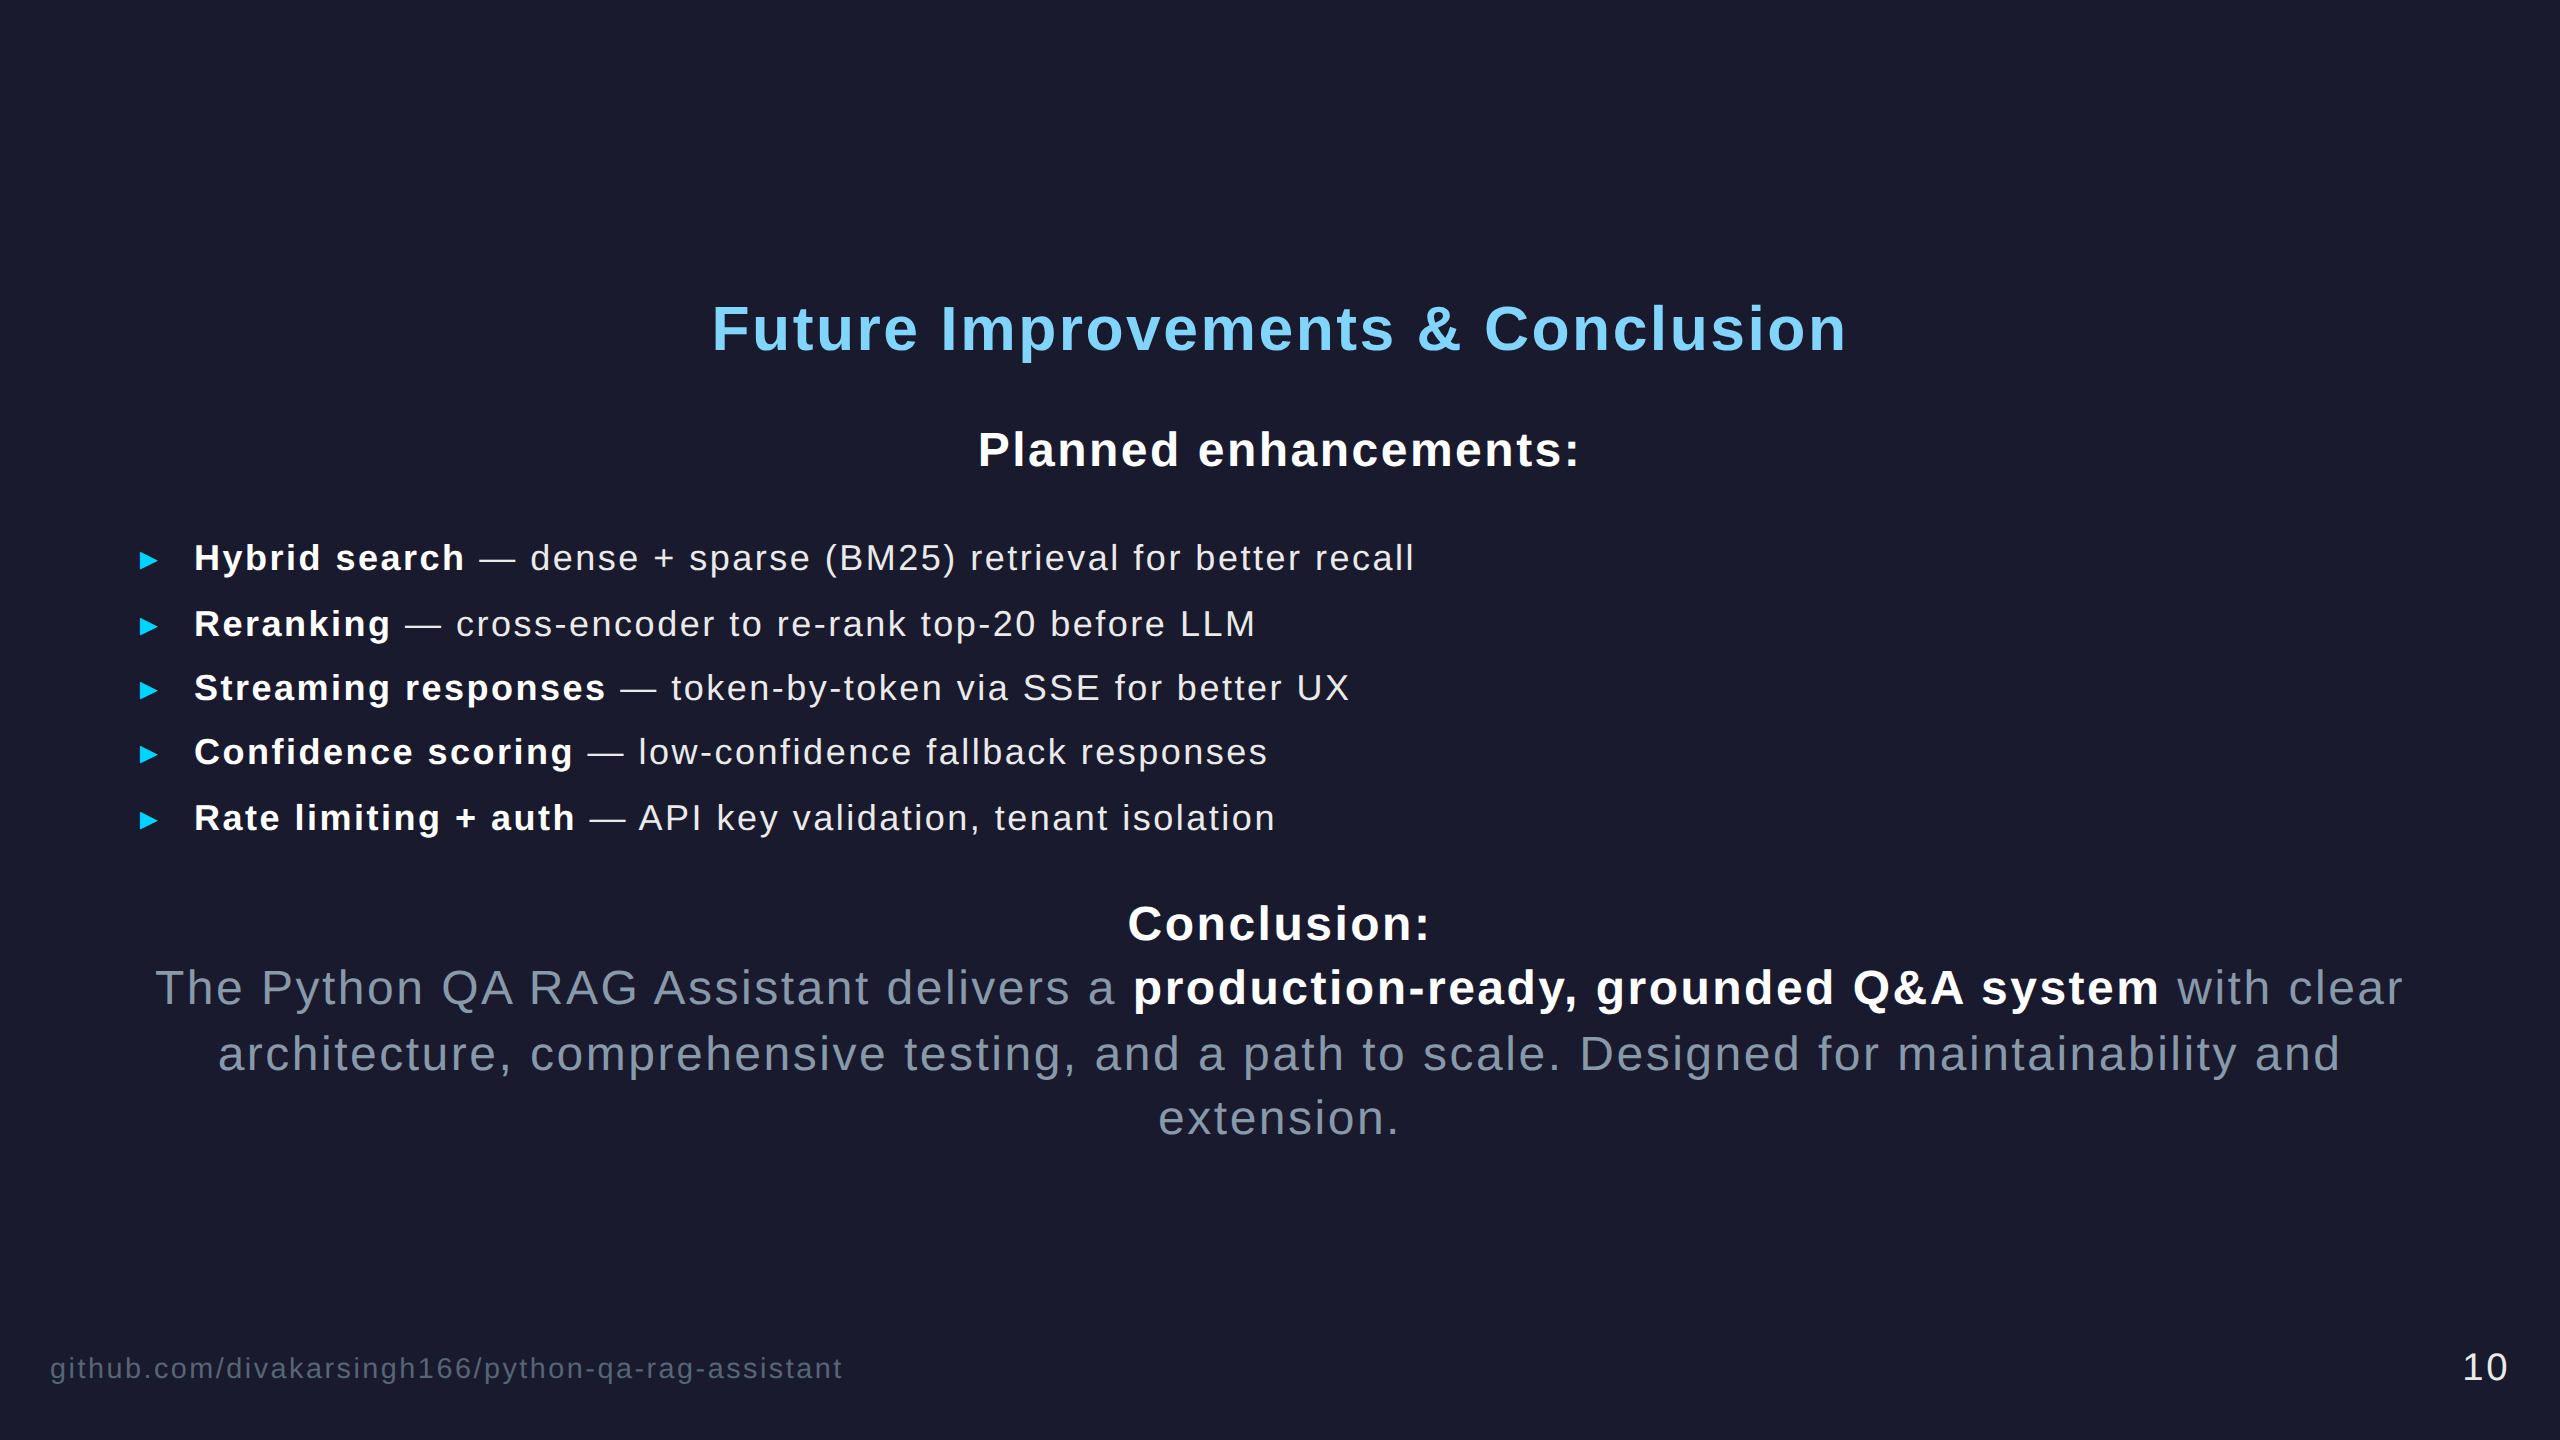 Future Improvements & Conclusion
Planned enhancements:
▶ Hybrid search — dense + sparse (BM25) retrieval for better recall
▶ Reranking — cross-encoder to re-rank top-20 before LLM
▶ Streaming responses — token-by-token via SSE for better UX
▶ Confidence scoring — low-confidence fallback responses
▶ Rate limiting + auth — API key validation, tenant isolation
Conclusion:
The Python QA RAG Assistant delivers a production-ready, grounded Q&A system with clear
architecture, comprehensive testing, and a path to scale. Designed for maintainability and
extension.
github.com/divakarsingh166/python-qa-rag-assistant
10